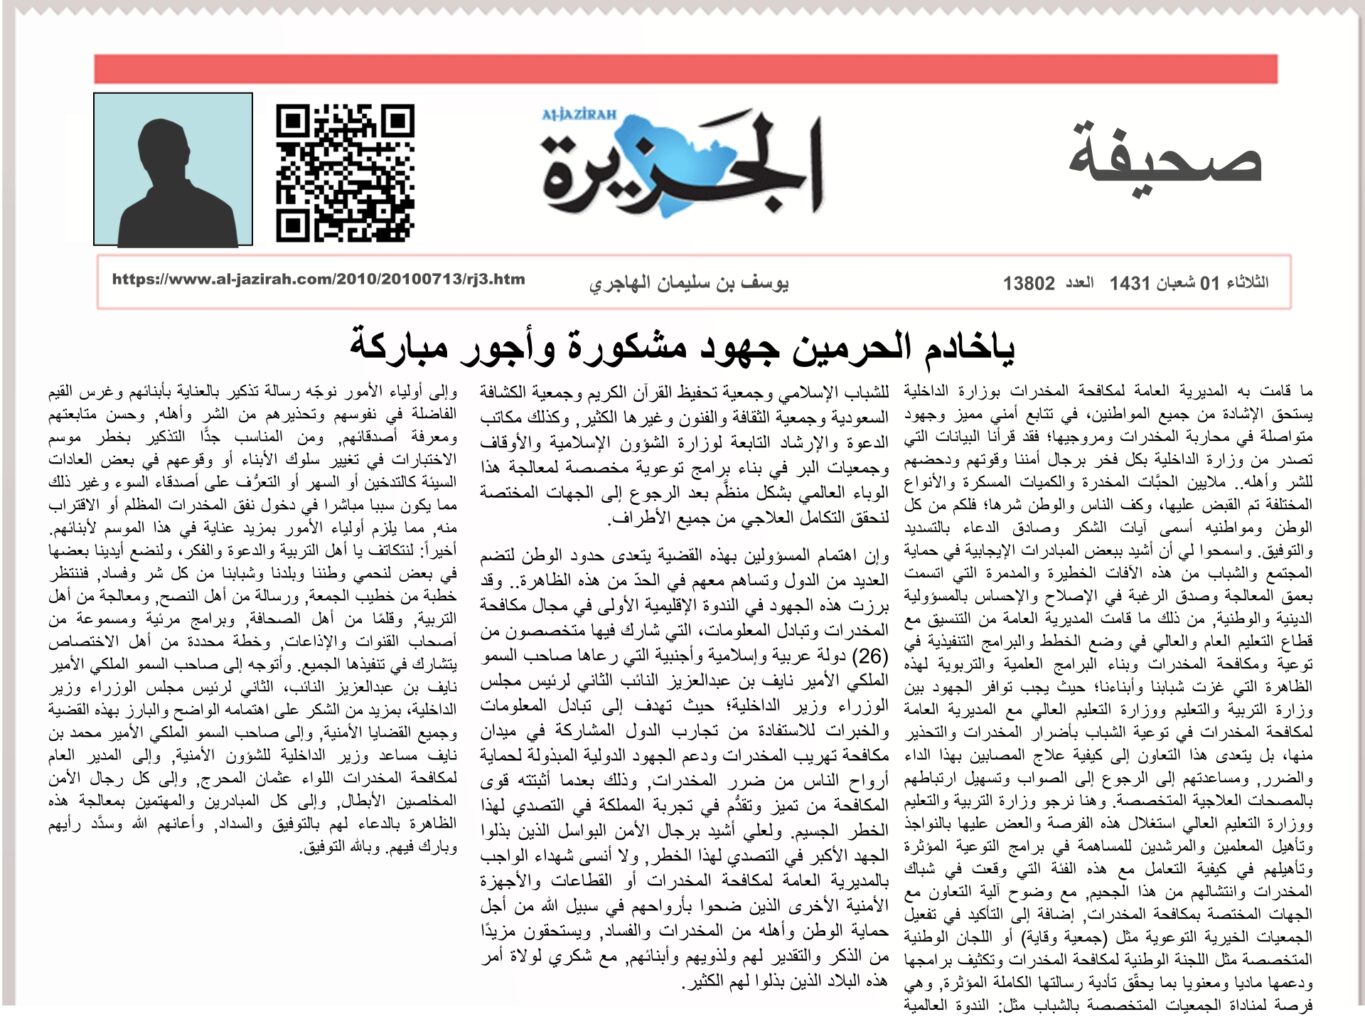 صحيفة
الجزيرة
Al-JAZIRAH
الثلاثاء 01 شعبان 1431   العدد  13802
يوسف بن سليمان الهاجري
https://www.al-jazirah.com/2010/20100713/rj3.htm
ياخادم الحرمين جهود مشكورة وأجور مباركة
ما قامت به المديرية العامة لمكافحة المخدرات بوزارة الداخلية
يستحق الإشادة من جميع المواطنين، في تتابع أمني مميز وجهود
متواصلة في محاربة المخدرات ومروجيها؛ فقد قرأنا البيانات التي
تصدر من وزارة الداخلية بكل فخر برجال أمننا وقوتهم ودحضهم
للشر وأهله.. ملايين الحبَّات المخدرة والكميات المسكرة والأنواع
المختلفة تم القبض عليها، وكف الناس والوطن شرها؛ فلكم من كل
الوطن ومواطنيه أسمى آيات الشكر وصادق الدعاء بالتسديد
والتوفيق. واسمحوا لي أن أشيد ببعض المبادرات الإيجابية في حماية
المجتمع والشباب من هذه الآفات الخطيرة والمدمرة التي اتسمت
بعمق المعالجة وصدق الرغبة في الإصلاح والإحساس بالمسؤولية
الدينية والوطنية, من ذلك ما قامت المديرية العامة من التنسيق مع
قطاع التعليم العام والعالي في وضع الخطط والبرامج التنفيذية في
توعية ومكافحة المخدرات وبناء البرامج العلمية والتربوية لهذه
الظاهرة التي غزت شبابنا وأبناءنا؛ حيث يجب توافر الجهود بين
وزارة التربية والتعليم ووزارة التعليم العالي مع المديرية العامة
لمكافحة المخدرات في توعية الشباب بأضرار المخدرات والتحذير
منها، بل يتعدى هذا التعاون إلى كيفية علاج المصابين بهذا الداء
والضرر, ومساعدتهم إلى الرجوع إلى الصواب وتسهيل ارتباطهم
بالمصحات العلاجية المتخصصة. وهنا نرجو وزارة التربية والتعليم
ووزارة التعليم العالي استغلال هذه الفرصة والعض عليها بالنواجذ
وتأهيل المعلمين والمرشدين للمساهمة في برامج التوعية المؤثرة
وتأهيلهم في كيفية التعامل مع هذه الفئة التي وقعت في شباك
المخدرات وانتشالهم من هذا الجحيم, مع وضوح آلية التعاون مع
الجهات المختصة بمكافحة المخدرات, إضافة إلى التأكيد في تفعيل
الجمعيات الخيرية التوعوية مثل (جمعية وقاية) أو اللجان الوطنية
المتخصصة مثل اللجنة الوطنية لمكافحة المخدرات وتكثيف برامجها
ودعمها ماديا ومعنويا بما يحقّق تأدية رسالتها الكاملة المؤثرة, وهي
فرصة لمناداة الجمعيات المتخصصة بالشباب مثل: الندوة العالمية
للشباب الإسلامي وجمعية تحفيظ القرآن الكريم وجمعية الكشافة
السعودية وجمعية الثقافة والفنون وغيرها الكثير, وكذلك مكاتب
الدعوة والإرشاد التابعة لوزارة الشؤون الإسلامية والأوقاف
وجمعيات البر في بناء برامج توعوية مخصصة لمعالجة هذا
الوباء العالمي بشكل منظَّم بعد الرجوع إلى الجهات المختصة
لنحقق التكامل العلاجي من جميع الأطراف.
وإن اهتمام المسؤولين بهذه القضية يتعدى حدود الوطن لتضم
العديد من الدول وتساهم معهم في الحدّ من هذه الظاهرة.. وقد
برزت هذه الجهود في الندوة الإقليمية الأولى في مجال مكافحة
المخدرات وتبادل المعلومات، التي شارك فيها متخصصون من
(26) دولة عربية وإسلامية وأجنبية التي رعاها صاحب السمو
الملكي الأمير نايف بن عبدالعزيز النائب الثاني لرئيس مجلس
الوزراء وزير الداخلية؛ حيث تهدف إلى تبادل المعلومات
والخبرات للاستفادة من تجارب الدول المشاركة في ميدان
مكافحة تهريب المخدرات ودعم الجهود الدولية المبذولة لحماية
أرواح الناس من ضرر المخدرات, وذلك بعدما أثبتته قوى
المكافحة من تميز وتقدُّم في تجربة المملكة في التصدي لهذا
الخطر الجسيم. ولعلي أشيد برجال الأمن البواسل الذين بذلوا
الجهد الأكبر في التصدي لهذا الخطر, ولا أنسى شهداء الواجب
بالمديرية العامة لمكافحة المخدرات أو القطاعات والأجهزة
الأمنية الأخرى الذين ضحوا بأرواحهم في سبيل الله من أجل
حماية الوطن وأهله من المخدرات والفساد, ويستحقون مزيدًا
من الذكر والتقدير لهم ولذويهم وأبنائهم, مع شكري لولاة أمر
هذه البلاد الذين بذلوا لهم الكثير.
وإلى أولياء الأمور نوجّه رسالة تذكير بالعناية بأبنائهم وغرس القيم
الفاضلة في نفوسهم وتحذيرهم من الشر وأهله, وحسن متابعتهم
ومعرفة أصدقائهم, ومن المناسب جدًّا التذكير بخطر موسم
الاختبارات في تغيير سلوك الأبناء أو وقوعهم في بعض العادات
السيئة كالتدخين أو السهر أو التعرُّف على أصدقاء السوء وغير ذلك
مما يكون سببا مباشرا في دخول نفق المخدرات المظلم أو الاقتراب
منه, مما يلزم أولياء الأمور بمزيد عناية في هذا الموسم لأبنائهم.
أخيراً: لنتكاتف يا أهل التربية والدعوة والفكر، ولنضع أيدينا بعضها
في بعض لنحمي وطننا وبلدنا وشبابنا من كل شر وفساد, فننتظر
خطبة من خطيب الجمعة, ورسالة من أهل النصح, ومعالجة من أهل
التربية, وقلمًا من أهل الصحافة, وبرامج مرئية ومسموعة من
أصحاب القنوات والإذاعات, وخطة محددة من أهل الاختصاص
يتشارك في تنفيذها الجميع. وأتوجه إلى صاحب السمو الملكي الأمير
نايف بن عبدالعزيز النائب، الثاني لرئيس مجلس الوزراء وزير
الداخلية، بمزيد من الشكر على اهتمامه الواضح والبارز بهذه القضية
وجميع القضايا الأمنية, وإلى صاحب السمو الملكي الأمير محمد بن
نايف مساعد وزير الداخلية للشؤون الأمنية, وإلى المدير العام
لمكافحة المخدرات اللواء عثمان المحرج, وإلى كل رجال الأمن
المخلصين الأبطال, وإلى كل المبادرين والمهتمين بمعالجة هذه
الظاهرة بالدعاء لهم بالتوفيق والسداد, وأعانهم الله وسدَّد رأيهم
وبارك فيهم. وبالله التوفيق.